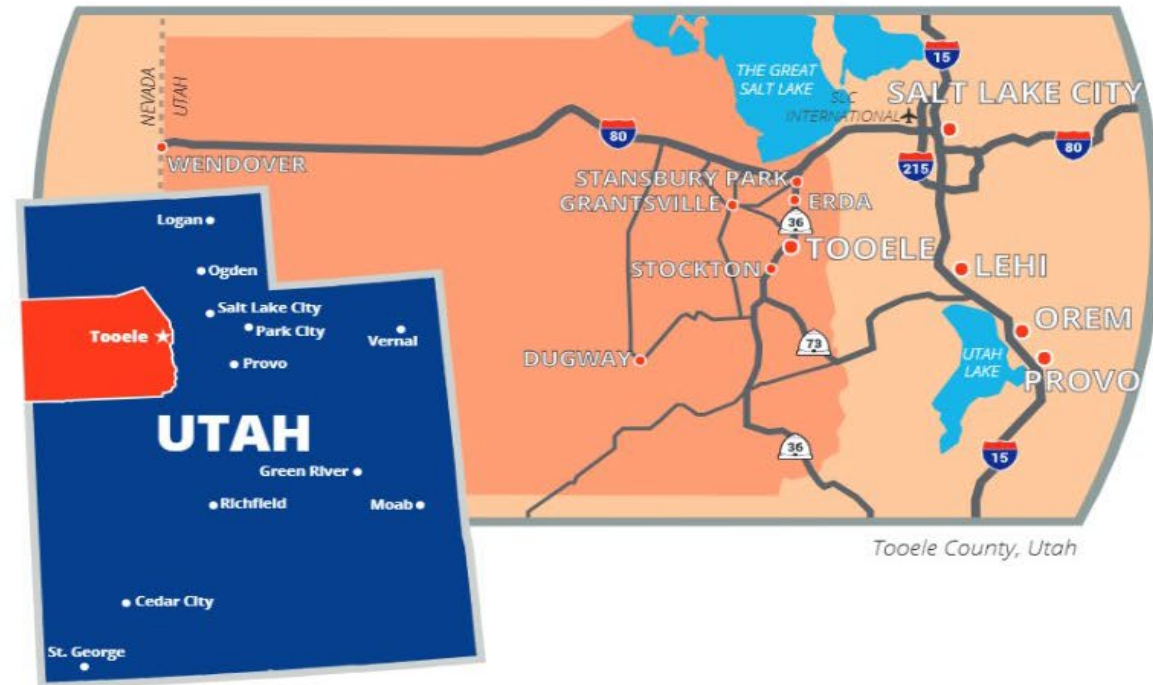 NEVADA
UTAH
THE GREAT
SALT LAKE
SLC
INTERNATIONAL
15
SALT LAKE CITY
80
80
215
WENDOVER
STANSBURY PARK
GRANTSVILLE
ERDA
36
TOOELE
STOCKTON
LEHI
OREM
73
DUGWAY
UTAH
LAKE
PROVO
36
15
Tooele County, Utah
Logan
Ogden
Salt Lake City
Tooele
Park City
Vernal
Provo
UTAH
Green River
Richfield
Moab
Cedar City
St. George